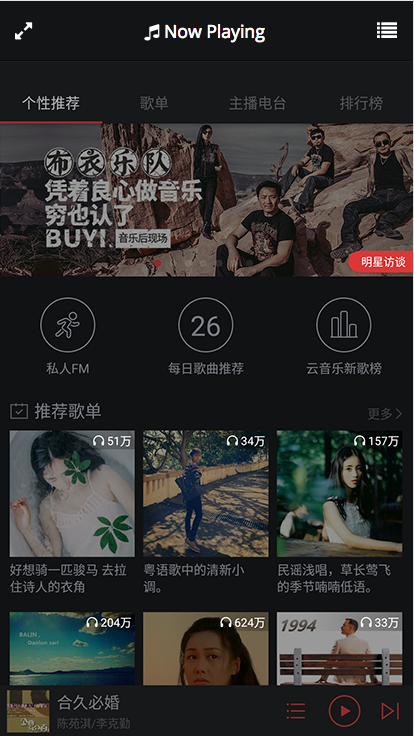 Now Playing
个性推荐 歌单 主播电台 排行榜
布衣乐队
凭着良心做音乐
穷也认了
BUYI. 音乐后现场
明星访谈
26
私人FM 每日歌曲推荐 云音乐新歌榜
推荐歌单 更多
51万 34万 157万
好想骑一匹骏马 去拉 粤语歌中的清新小 民谣浅唱，草长莺飞
住诗人的衣角 调。 的季节喃喃低语。
204万 624万 33万
BALIN . 1994
合久必婚
陈苑淇/李克勤